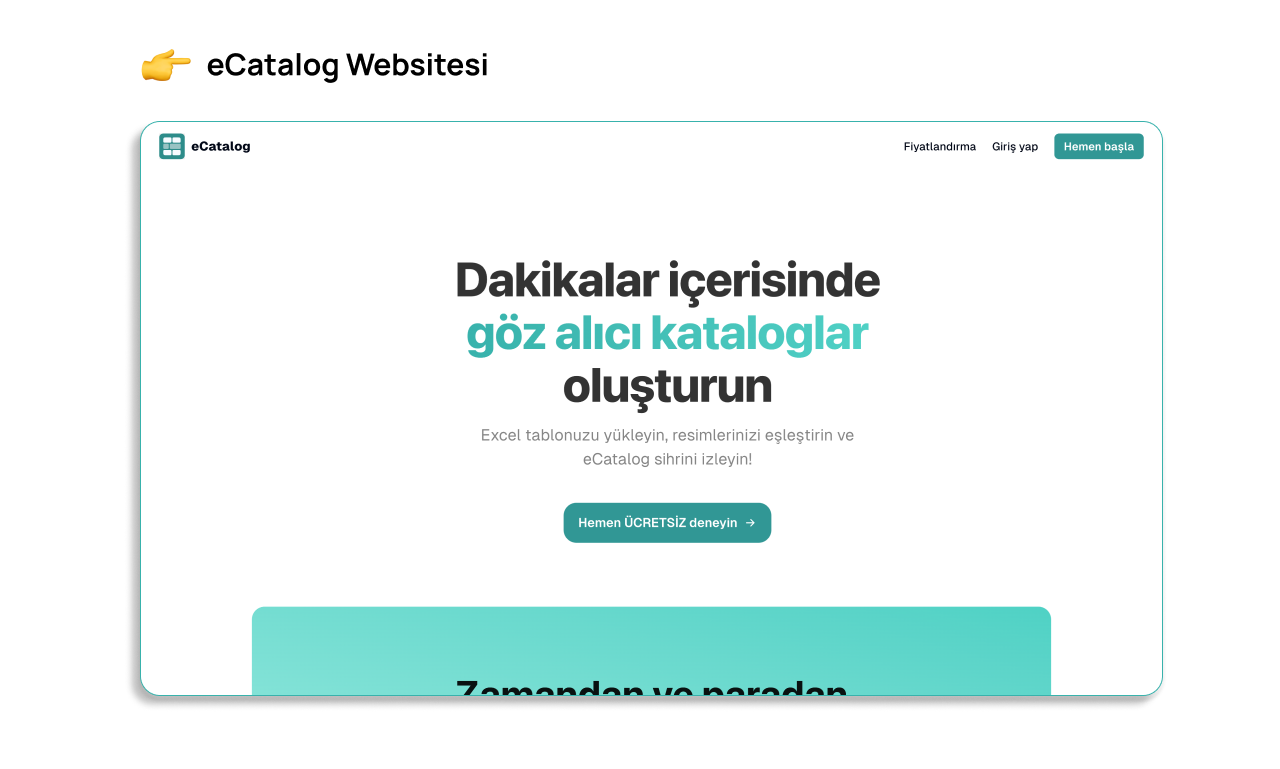 eCatalog Websitesi
eCatalog
Fiyatlandırma
Giriş yap
Hemen başla
Dakikalar içerisinde
göz alıcı kataloglar
oluşturun
Excel tablonuzu yükleyin, resimlerinizi eşleştirin ve
eCatalog sihrini izleyin!
Hemen ÜCRETSİZ deneyin →
Zamandan ve paradan